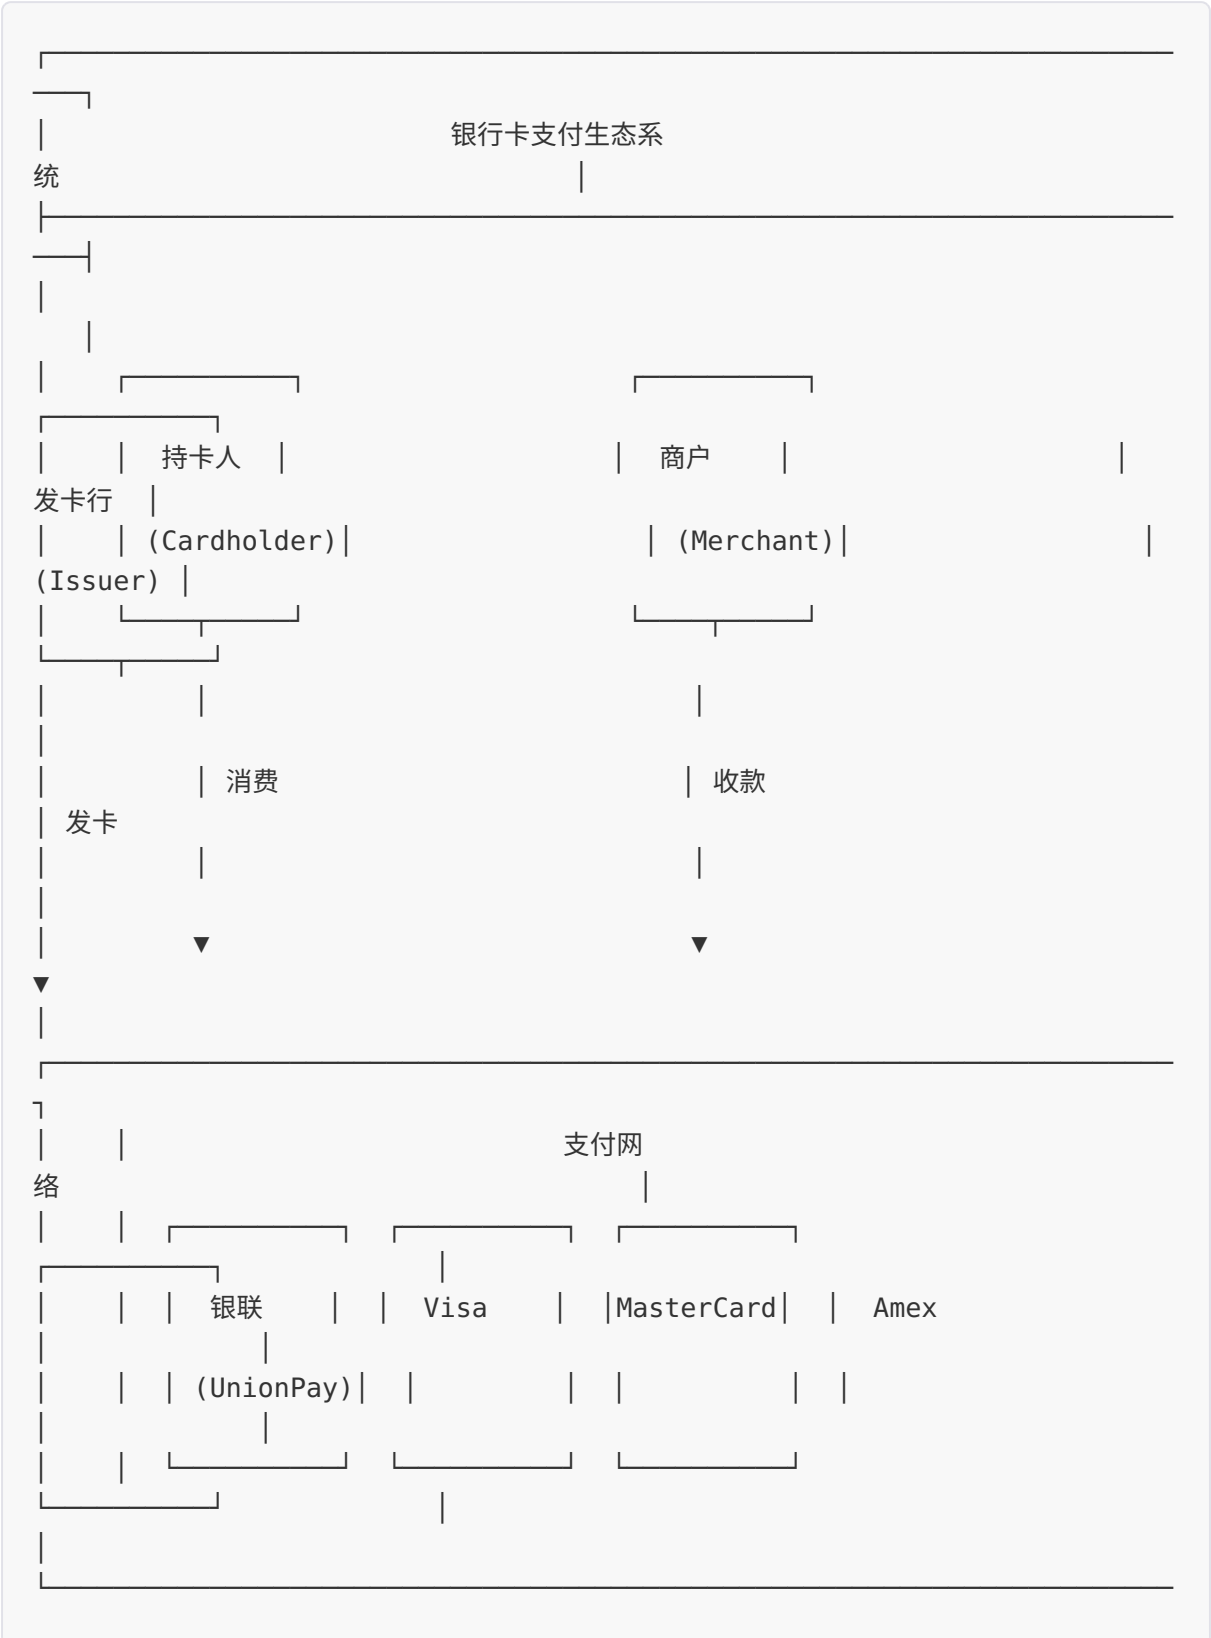 银行卡支付生态系
统
持卡人 商户
发卡行
(Cardholder) (Merchant)
(Issuer)
消费 收款
发卡
支付网
络
银联 Visa MasterCard Amex
(UnionPay)